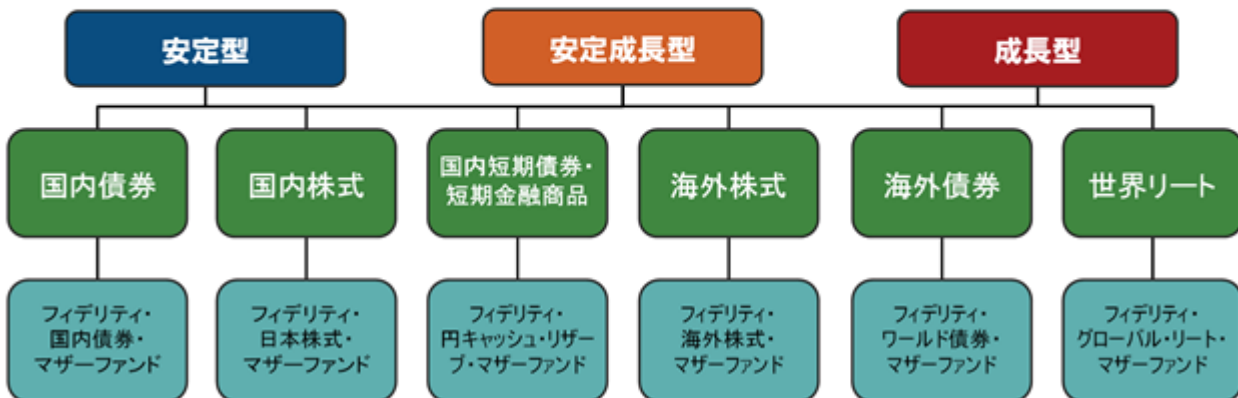 安定型
安定成長型
成長型
国内債券
国内株式
国内短期債券・
短期金融商品
海外株式
海外債券
世界リート
フィデリティ・
国内債券・
マザーファンド
フィデリティ・
日本株式・
マザーファンド
フィデリティ・
円キャッシュ・リザー
ブ・マザーファンド
フィデリティ・
海外株式・
マザーファンド
フィデリティ・
ワールド債券・
マザーファンド
フィデリティ・
グローバル・リート・
マザーファンド